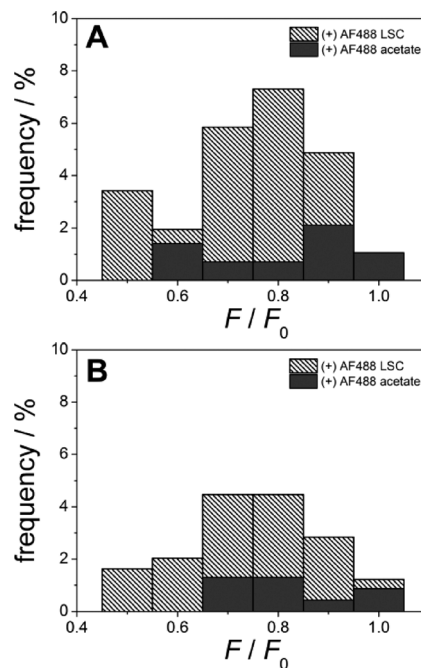 A
(+) AF488 LSC
(+) AF488 acetate
frequency / %
10
8
6
4
2
0
0.4 0.6 0.8 1.0
F / F0
B
(+) AF488 LSC
(+) AF488 acetate
frequency / %
10
8
6
4
2
0
0.4 0.6 0.8 1.0
F / F0